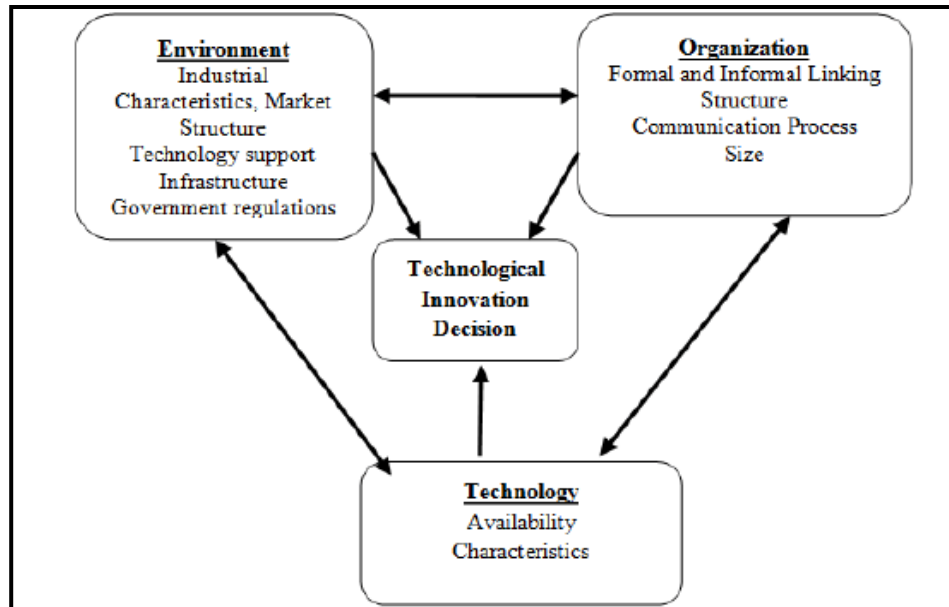 Environment
Industrial
Characteristics, Market
Structure
Technology support
Infrastructure
Government regulations
Organization
Formal and Informal Linking
Structure
Communication Process
Size
Technological
Innovation
Decision
Technology
Availability
Characteristics